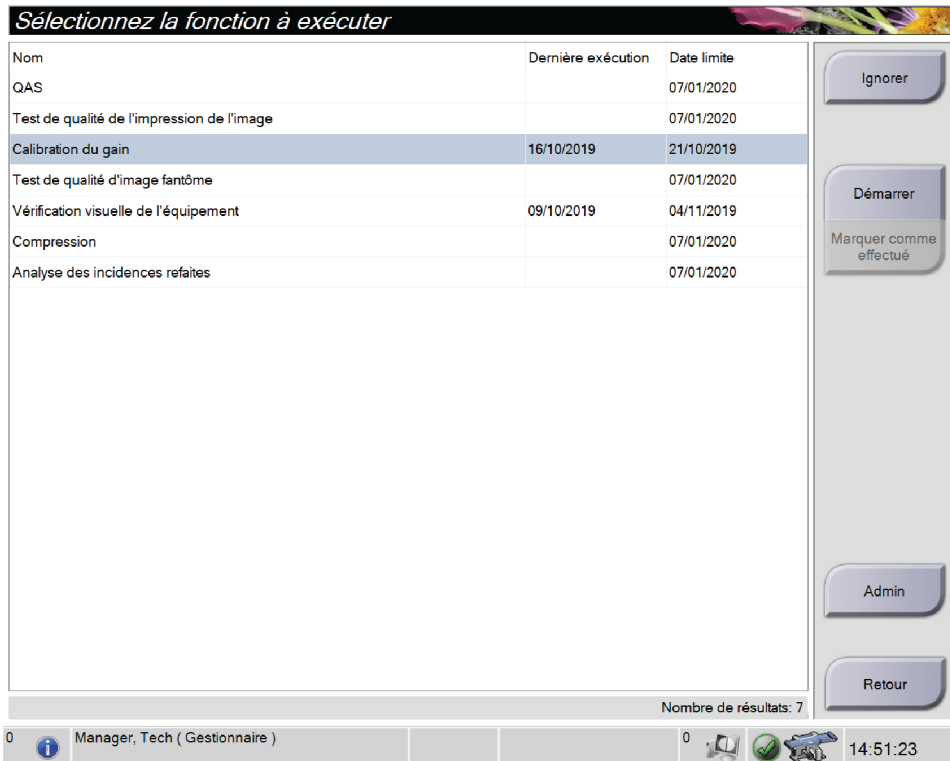 Sélectionnez la fonction à exécuter
Nom Dernière exécution Date limite
QAS 07/01/2020
Test de qualité de l'impression de l'image 07/01/2020
Calibration du gain 16/10/2019 21/10/2019
Test de qualité d'image fantôme 07/01/2020
Vérification visuelle de l'équipement 09/10/2019 04/11/2019
Compression 07/01/2020
Analyse des incidences refaites 07/01/2020
Nombre de résultats: 7
Ignorer
Démarrer
Marquer comme
effectué
Admin
Retour
0 Manager, Tech ( Gestionnaire ) 0 14:51:23